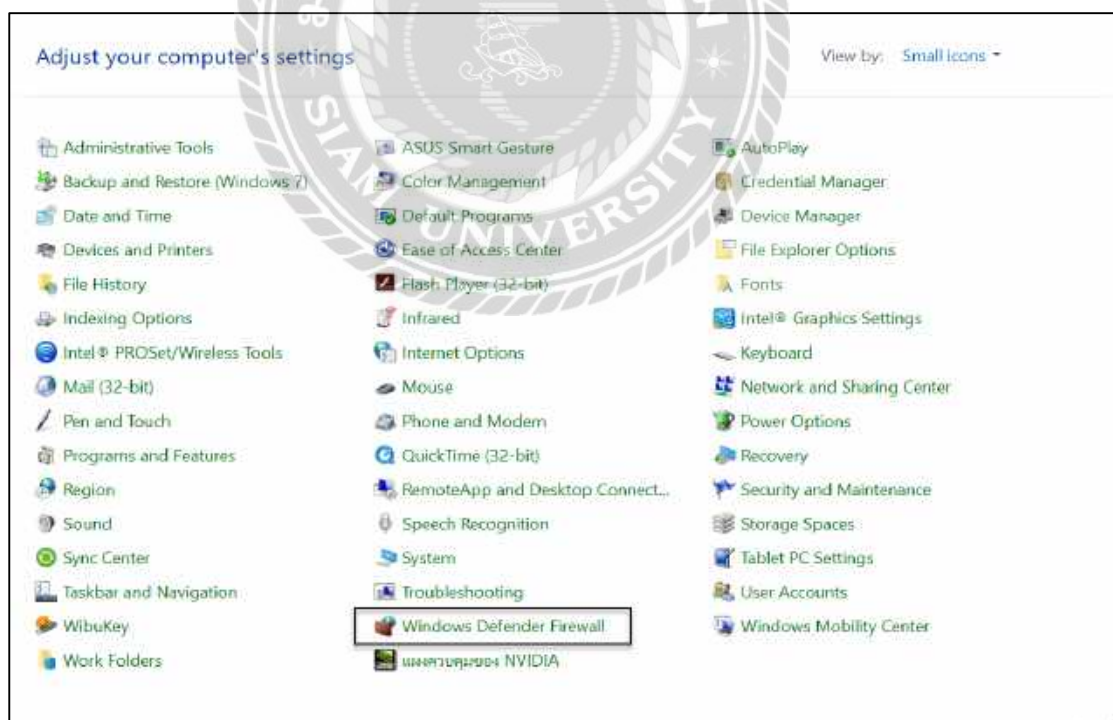 Adjust your computer's settings
View by: Small icons
Administrative Tools
ASUS Smart Gesture
AutoPlay
Backup and Restore (Windows 7)
Color Management
Credential Manager
Date and Time
Default Programs
Device Manager
Devices and Printers
Ease of Access Center
File Explorer Options
File History
Flash Player (32-bit)
Fonts
Indexing Options
Infrared
Intel® Graphics Settings
Intel® PROSet/Wireless Tools
Internet Options
Keyboard
Mail (32-bit)
Mouse
Network and Sharing Center
Pen and Touch
Phone and Modem
Power Options
Programs and Features
QuickTime (32-bit)
Recovery
Region
RemoteApp and Desktop Connect...
Security and Maintenance
Sound
Speech Recognition
Storage Spaces
Sync Center
System
Tablet PC Settings
Taskbar and Navigation
Troubleshooting
User Accounts
WibuKey
Windows Defender Firewall
Windows Mobility Center
Work Folders
แผงควบคุมของ NVIDIA
SIAM UNIVERSITY